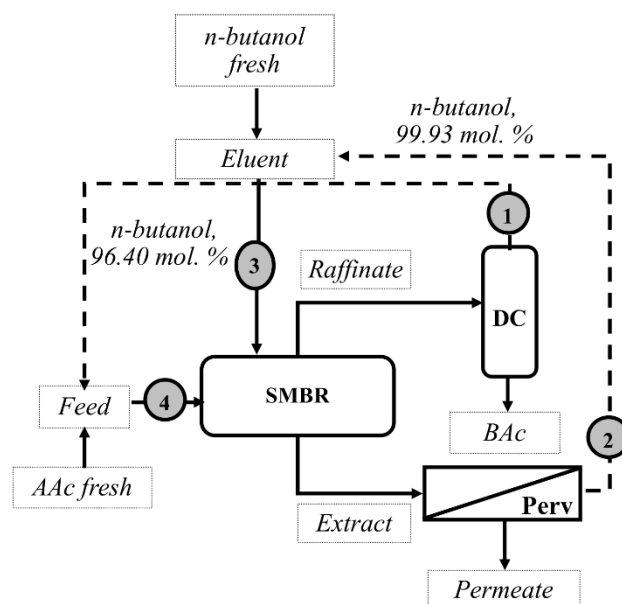 n-butanol
fresh
n-butanol,
99.93 mol. %
Eluent
1
n-butanol,
96.40 mol. %
3
Raffinate
DC
SMBR
Feed
4
BAc
2
AAc fresh
Extract
Perv
Permeate